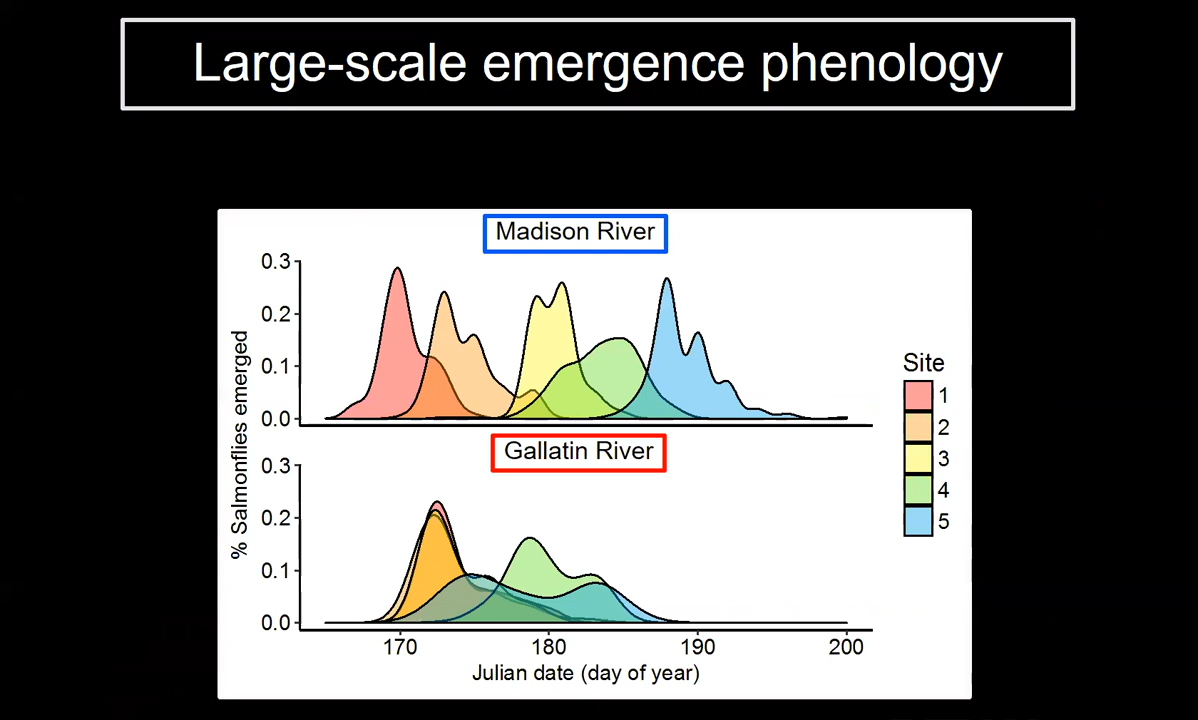 Large-scale emergence phenology
Madison River
0.3
0.2
0.1
0.0
% Salmonflies emerged
Gallatin River
0.3
0.2
0.1
0.0
170 180 190 200
Julian date (day of year)
Site
1
2
3
4
5